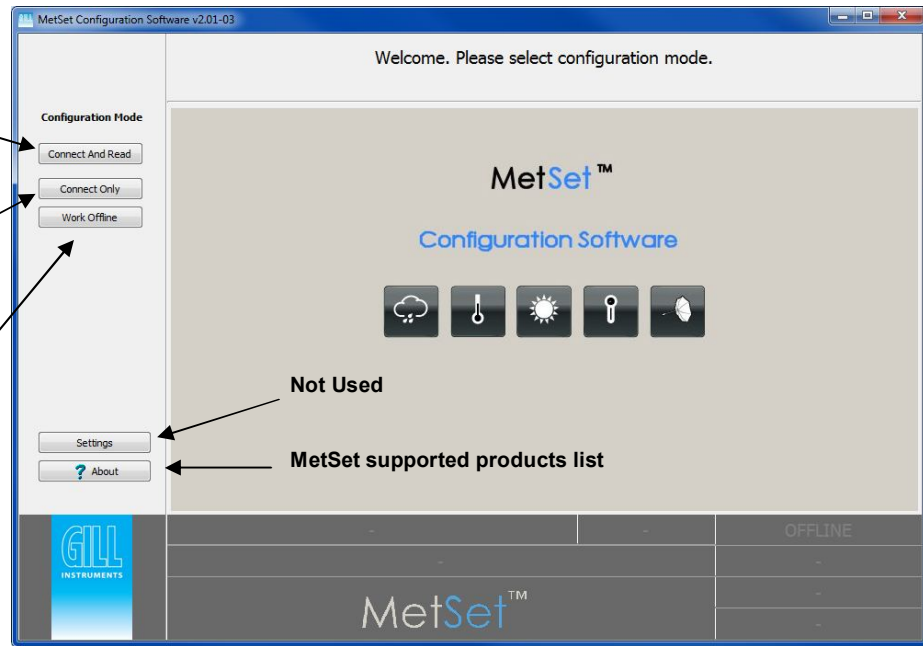 MetSet Configuration Software v2.01-03
Welcome. Please select configuration mode.
Configuration Mode
Connect And Read
Connect Only
Work Offline
MetSet™
Configuration Software
Not Used
Settings
MetSet supported products list
? About
GILL
INSTRUMENTS
- - OFFLINE
- -
-
MetSet™
-